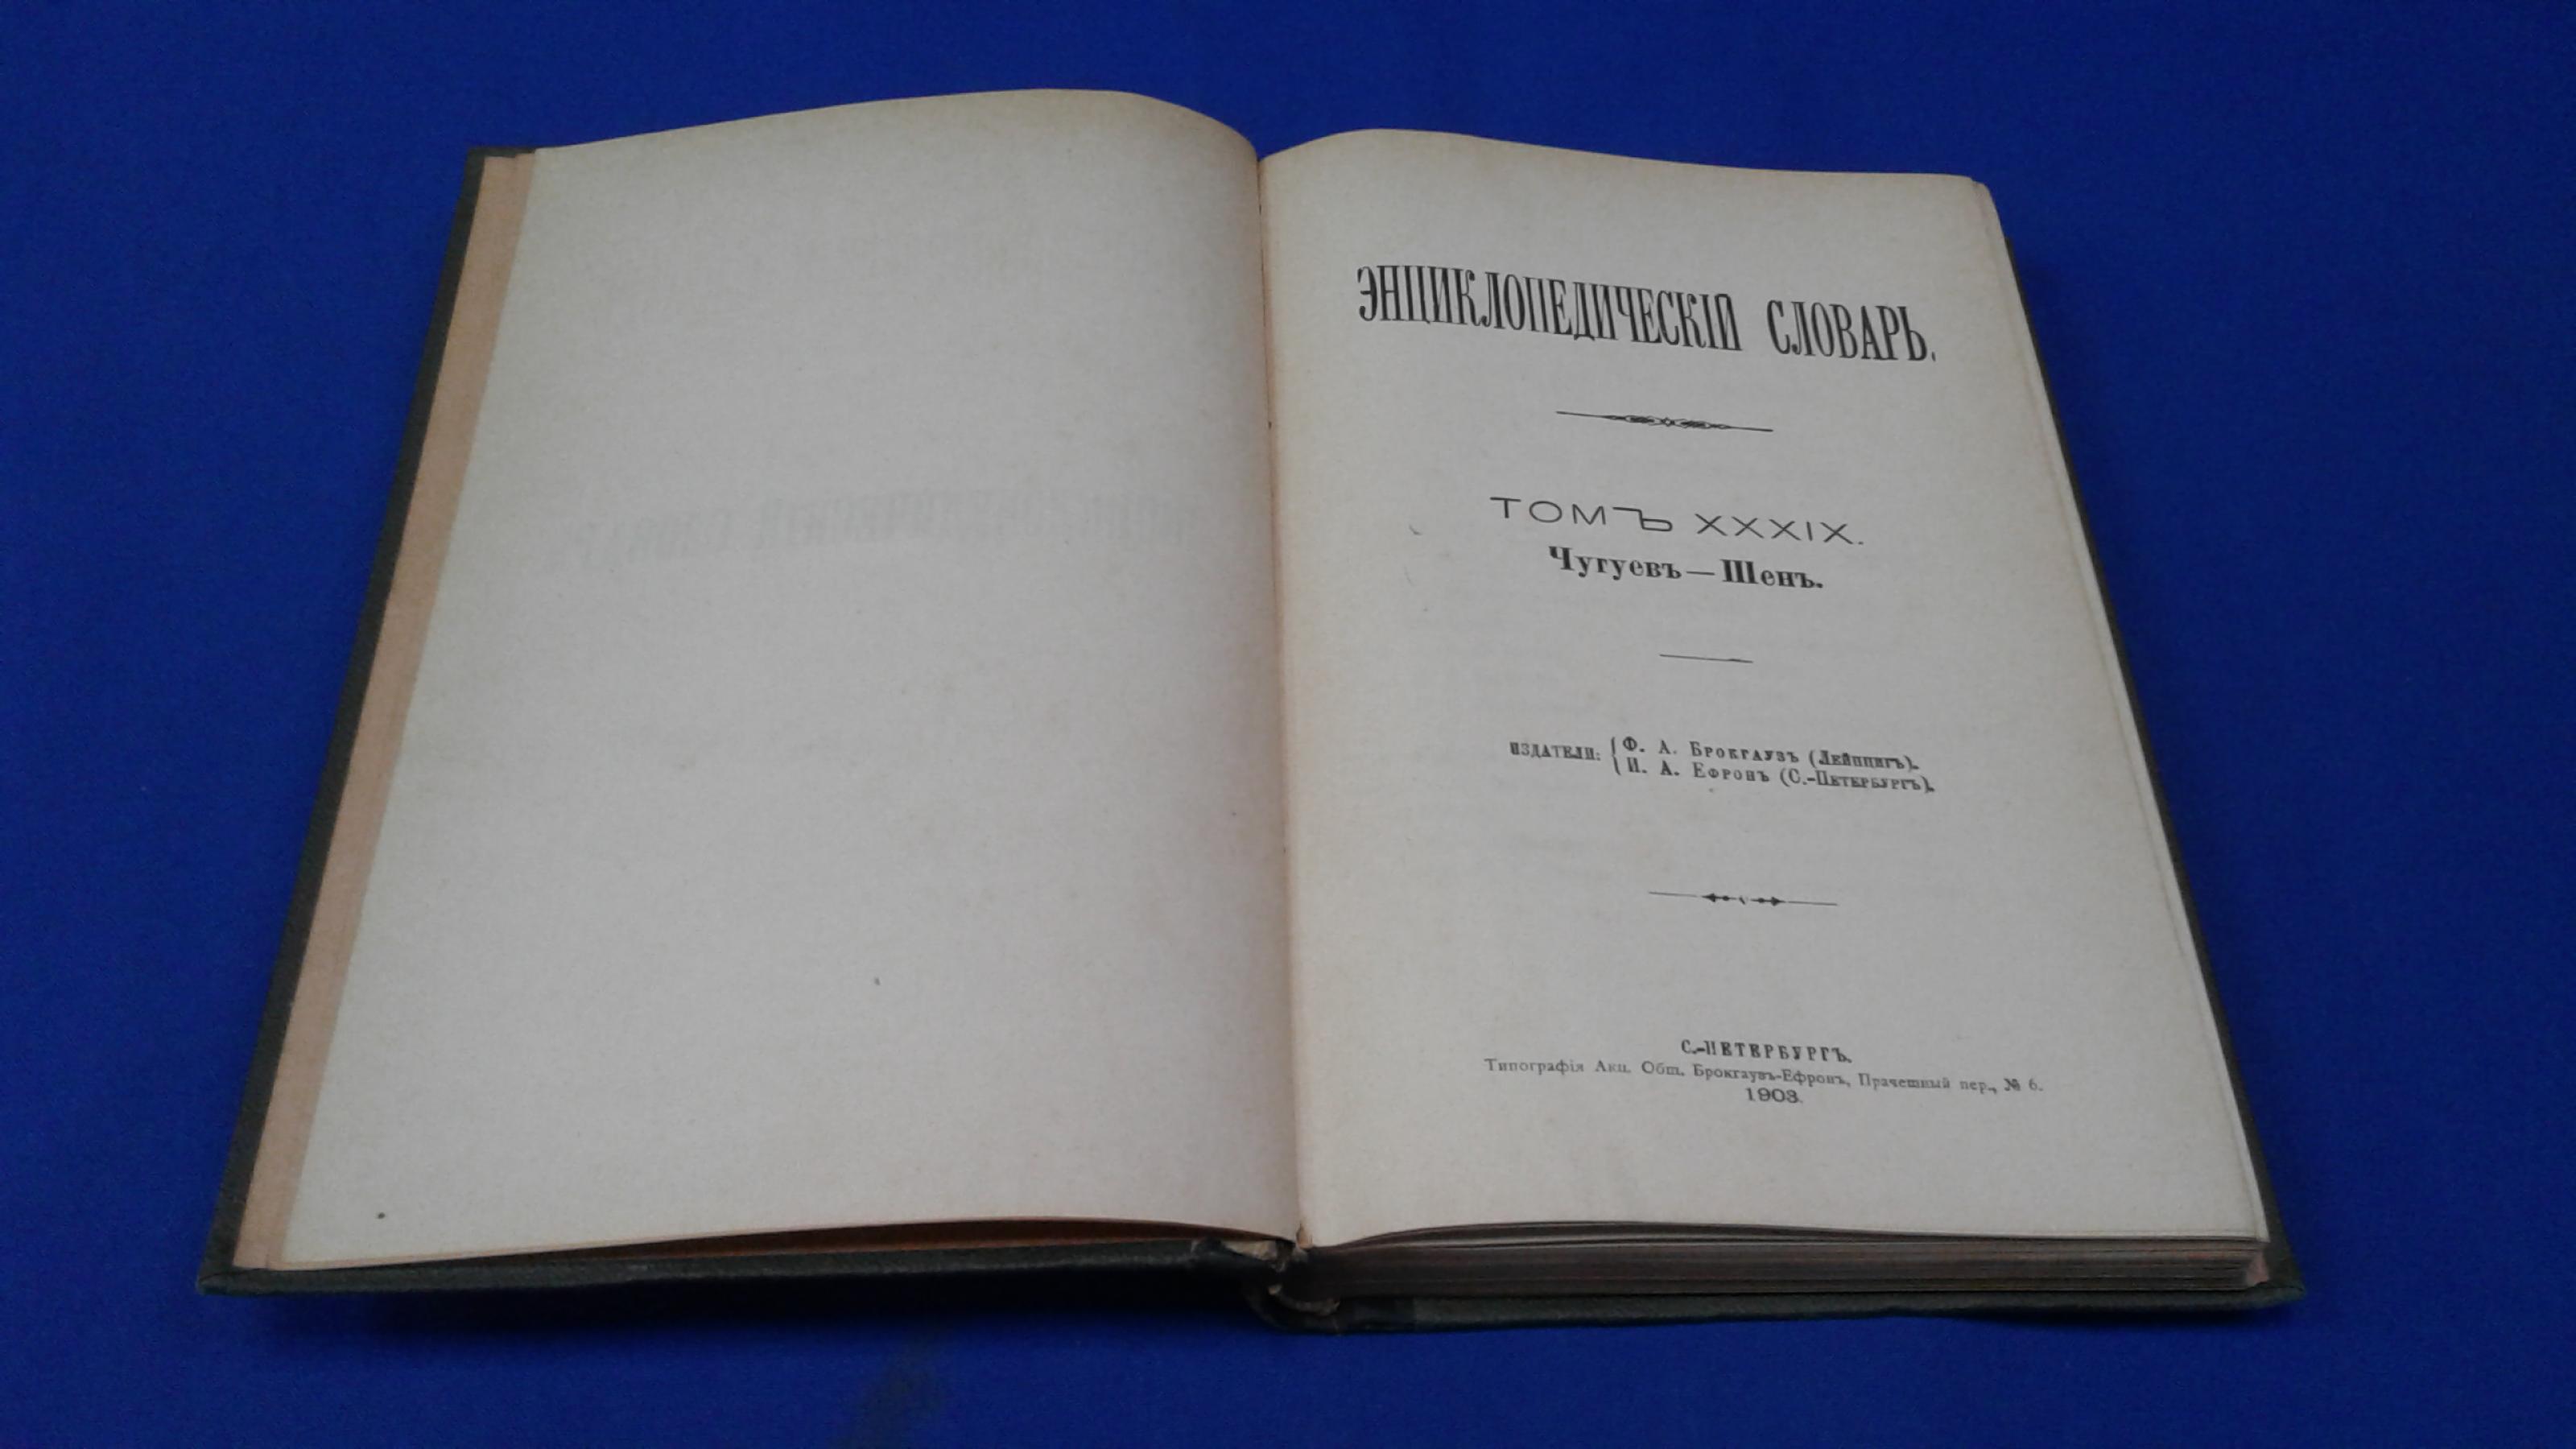 ЭНЦИКЛОПЕДИЧЕСКІЙ СЛОВАРЬ.
ТОМЪ XXXIX.
Чугуевъ — Шенъ.
ИЗДАТЕЛИ: { Ф. А. БРОКГАУЗЪ (ЛЕЙПЦИГЪ).
И. А. ЕФРОНЪ (С.-ПЕТЕРБУРГЪ).
С.-ПЕТЕРБУРГЪ.
Типографія Акц. Общ. Брокгаузъ-Ефронъ, Прачешный пер., № 6.
1903.